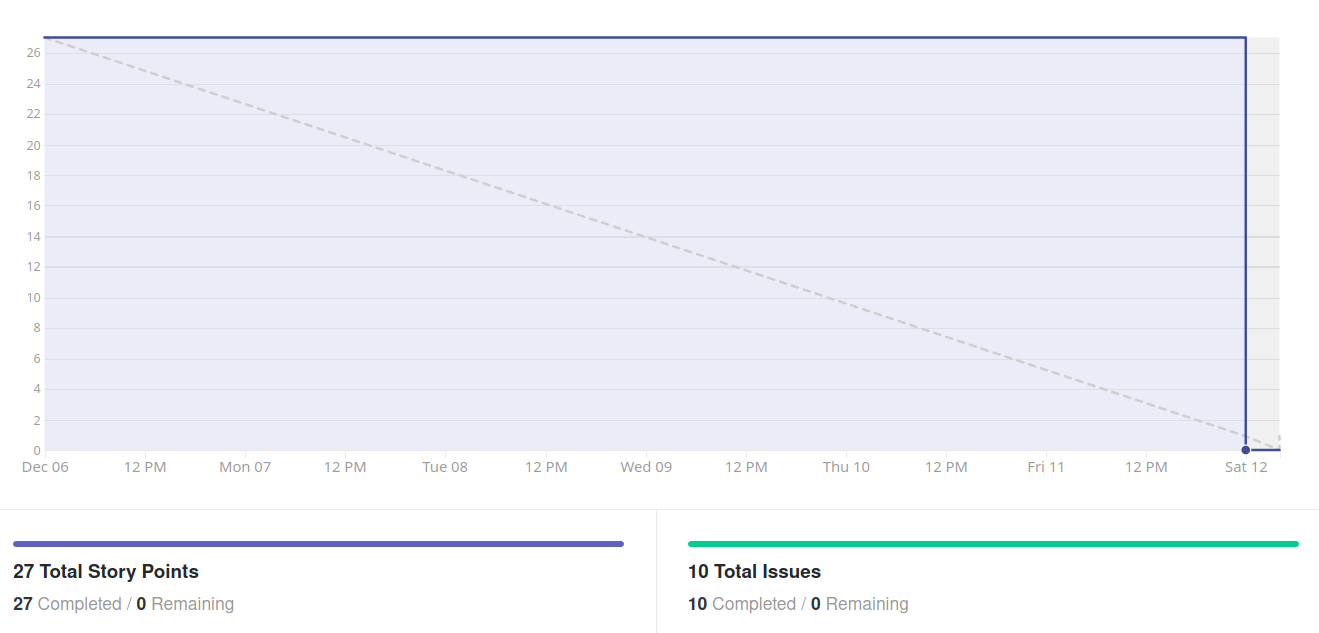 26
24
22
20
18
16
14
12
10
8
6
4
2
0
Dec 06 12 PM Mon 07 12 PM Tue 08 12 PM Wed 09 12 PM Thu 10 12 PM Fri 11 12 PM Sat 12
27 Total Story Points
27 Completed / 0 Remaining
10 Total Issues
10 Completed / 0 Remaining